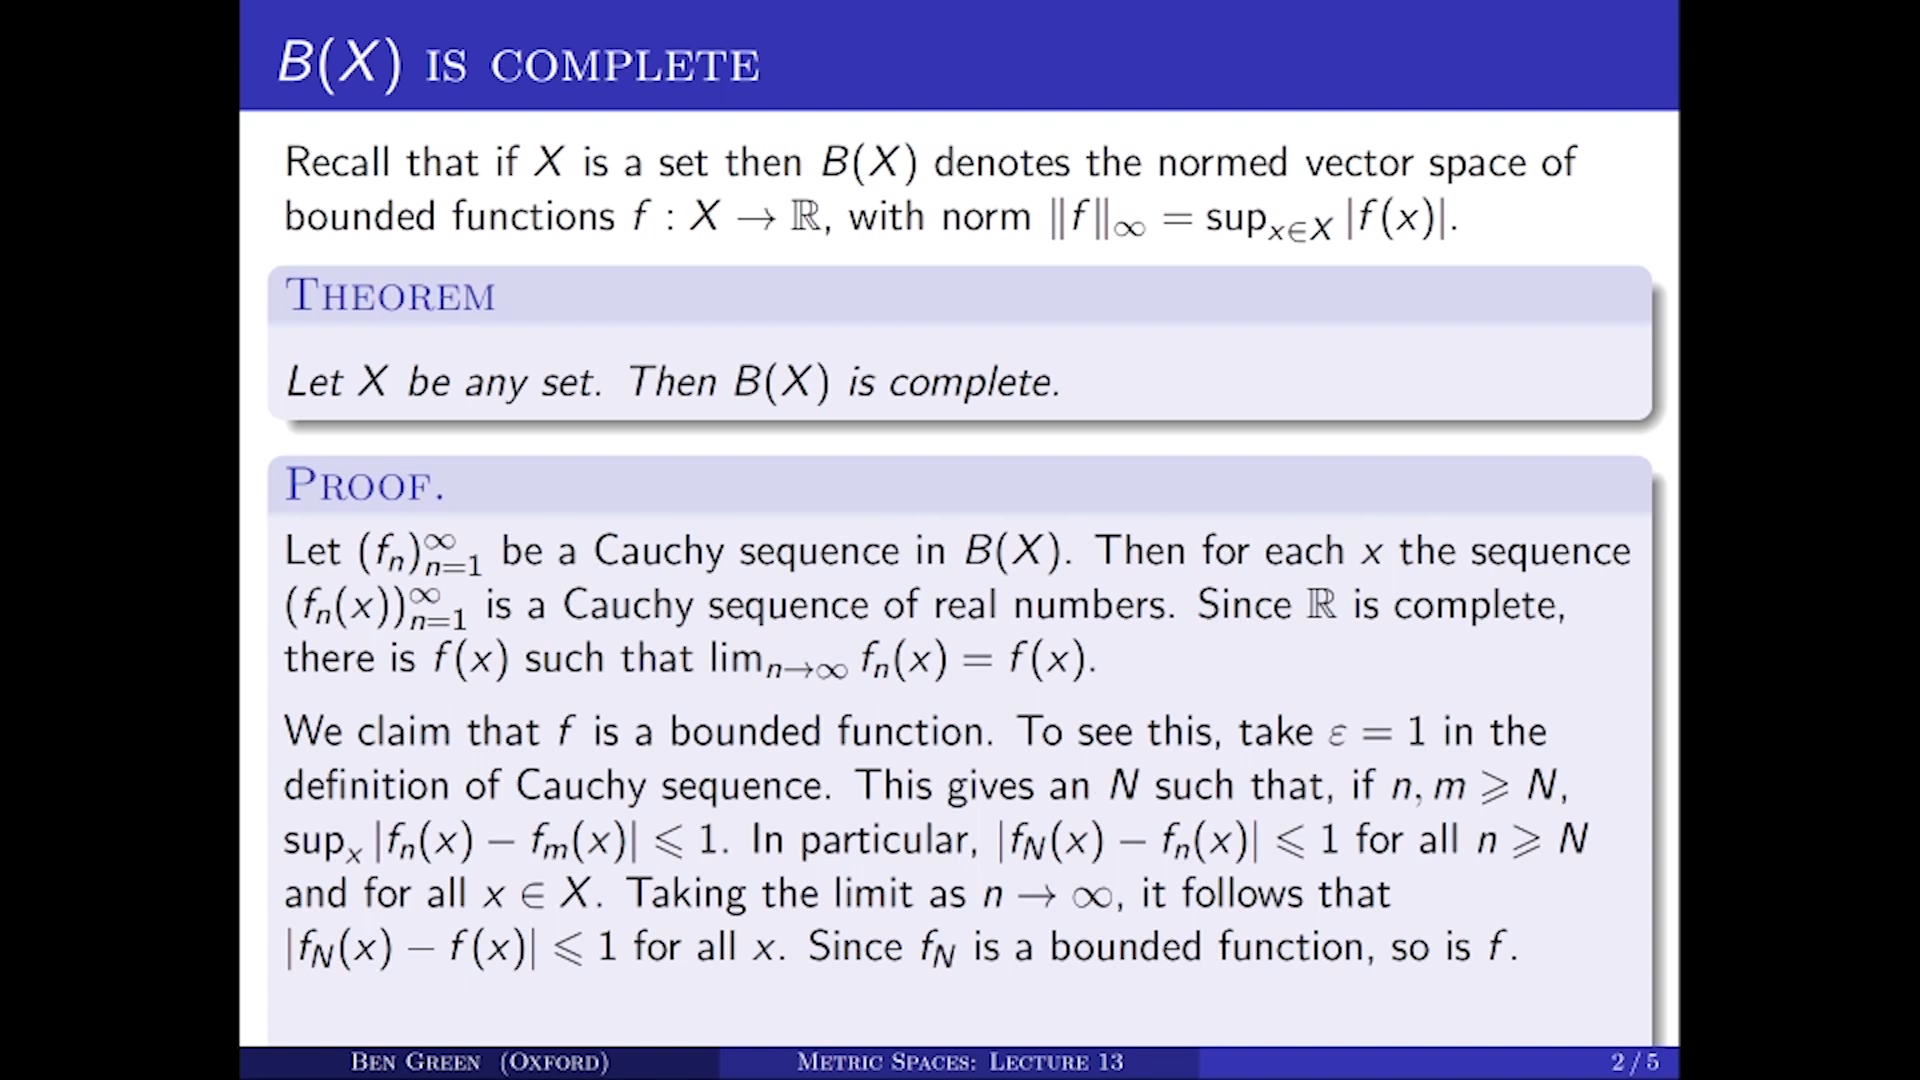 B(X) IS COMPLETE
Recall that if X is a set then B(X) denotes the normed vector space of
bounded functions f : X → ℝ, with norm ‖f‖∞ = sup_{x∈X} |f(x)|.
THEOREM
Let X be any set. Then B(X) is complete.
PROOF.
Let (f_n)_{n=1}^∞ be a Cauchy sequence in B(X). Then for each x the sequence
(f_n(x))_{n=1}^∞ is a Cauchy sequence of real numbers. Since ℝ is complete,
there is f(x) such that lim_{n→∞} f_n(x) = f(x).
We claim that f is a bounded function. To see this, take ε = 1 in the
definition of Cauchy sequence. This gives an N such that, if n, m ⩾ N,
sup_x |f_n(x) − f_m(x)| ⩽ 1. In particular, |f_N(x) − f_n(x)| ⩽ 1 for all n ⩾ N
and for all x ∈ X. Taking the limit as n → ∞, it follows that
|f_N(x) − f(x)| ⩽ 1 for all x. Since f_N is a bounded function, so is f.
BEN GREEN (OXFORD) METRIC SPACES: LECTURE 13 2 / 5